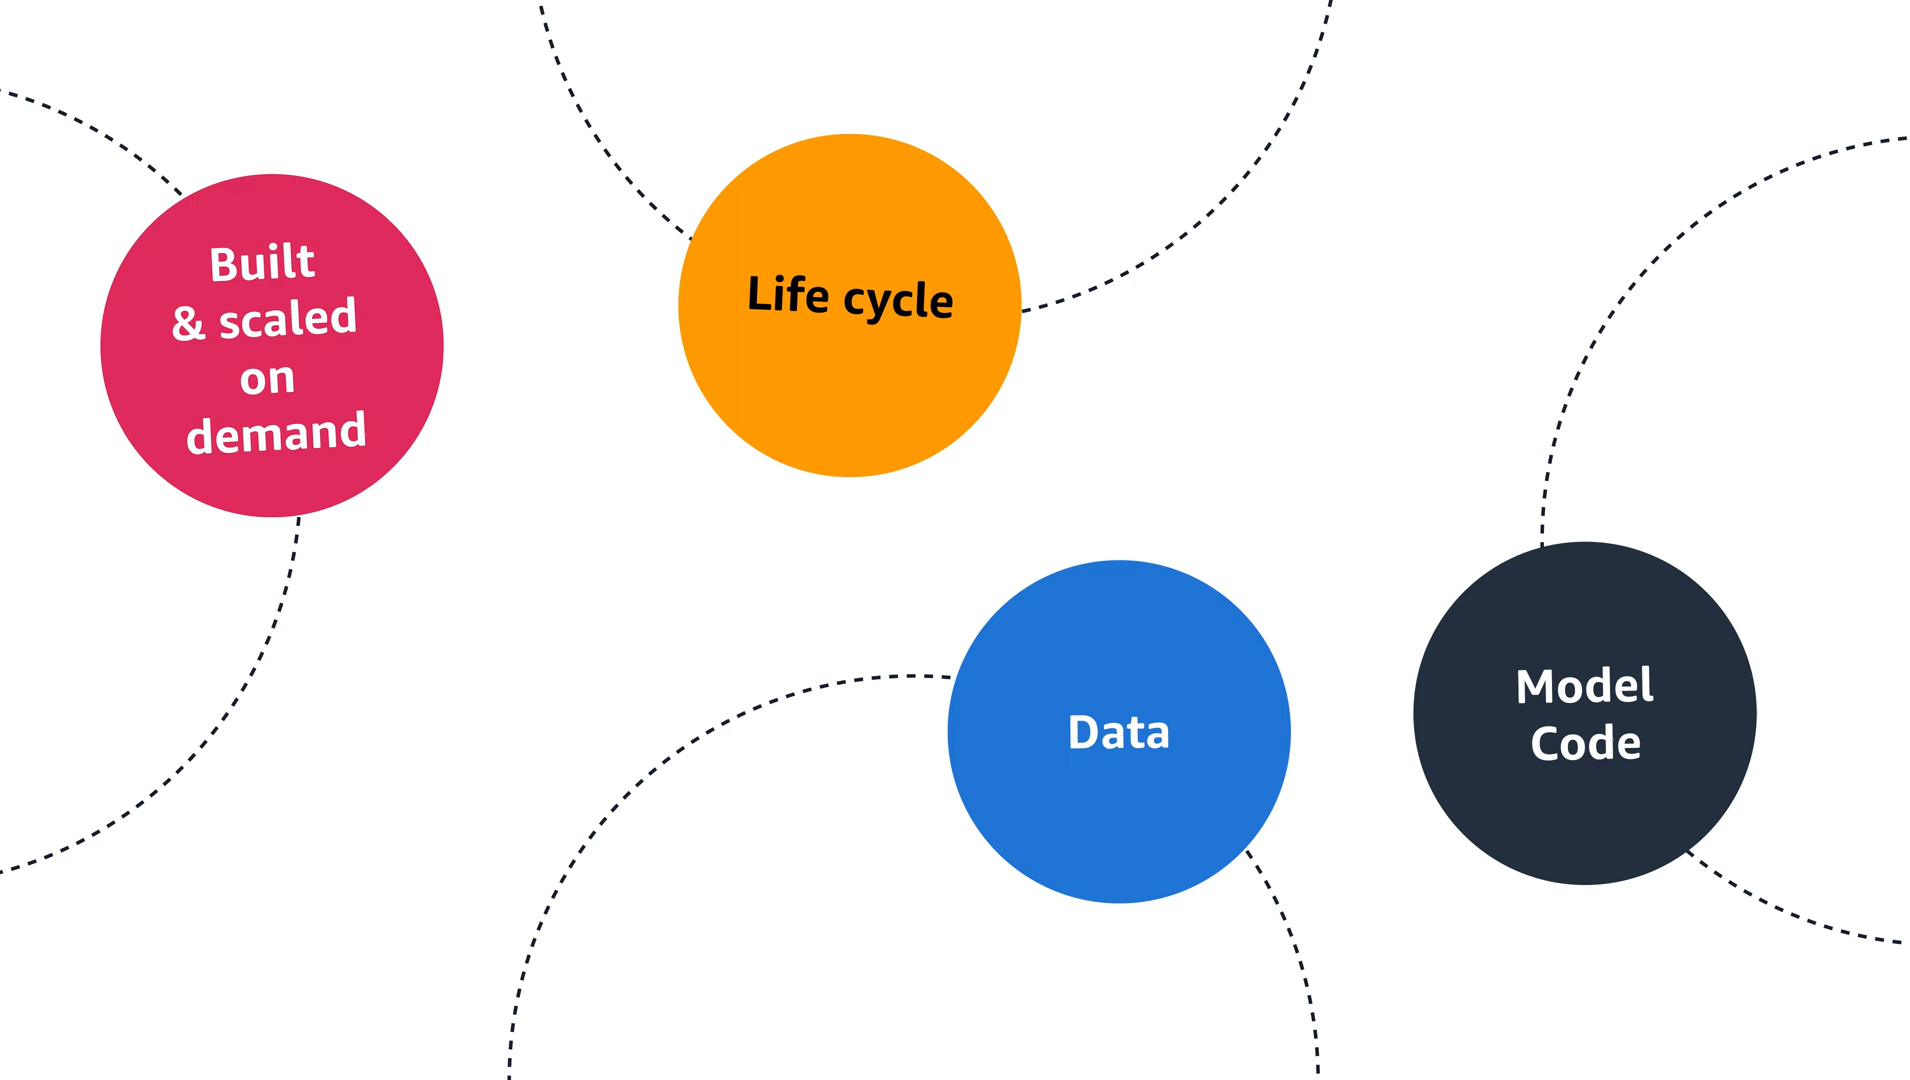 Built
& scaled
on
demand
Life cycle
Data
Model
Code